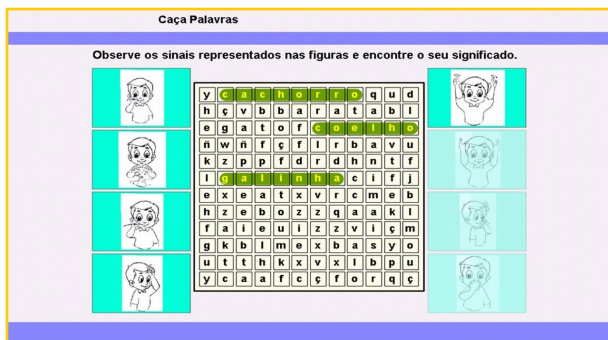 Caça Palavras
Observe os sinais representados nas figuras e encontre o seu significado.
y c a c h o r r o q u d
h ç v b b a r a t a b l
e g a t o f c o e l h o
ñ w ñ f ç f l r b a v u
k z p p f d r d h n t f
l g a l i n h a c i f j
e x e a t x v r c m e b
h z e b o z z q a a k l
f a i e u i z z v i ç m
g k b l m e x b a s y o
u t t h k x v x l b p u
y c a a f c ç f o r q ç